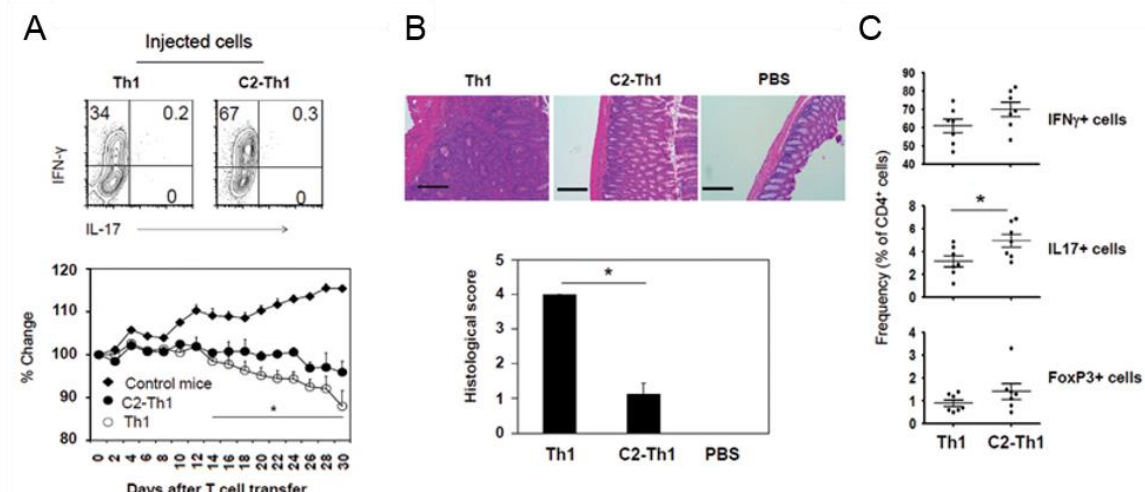 A
Injected cells
Th1 C2-Th1
34 0.2 67 0.3
0 0
IFN-γ
IL-17
120
110
100
90
80
% Change
Control mice
C2-Th1
Th1
*
0 2 4 6 8 10 12 14 16 18 20 22 24 26 28 30
Days after T cell transfer
B
Th1 C2-Th1 PBS
5
4
3
2
1
0
Histological score
*
Th1 C2-Th1 PBS
C
90
80
70
60
50
40
IFNγ+ cells
8
6
4
2
0
*
IL17+ cells
4
3
2
1
0
FoxP3+ cells
Frequency (% of CD4+ cells)
Th1 C2-Th1